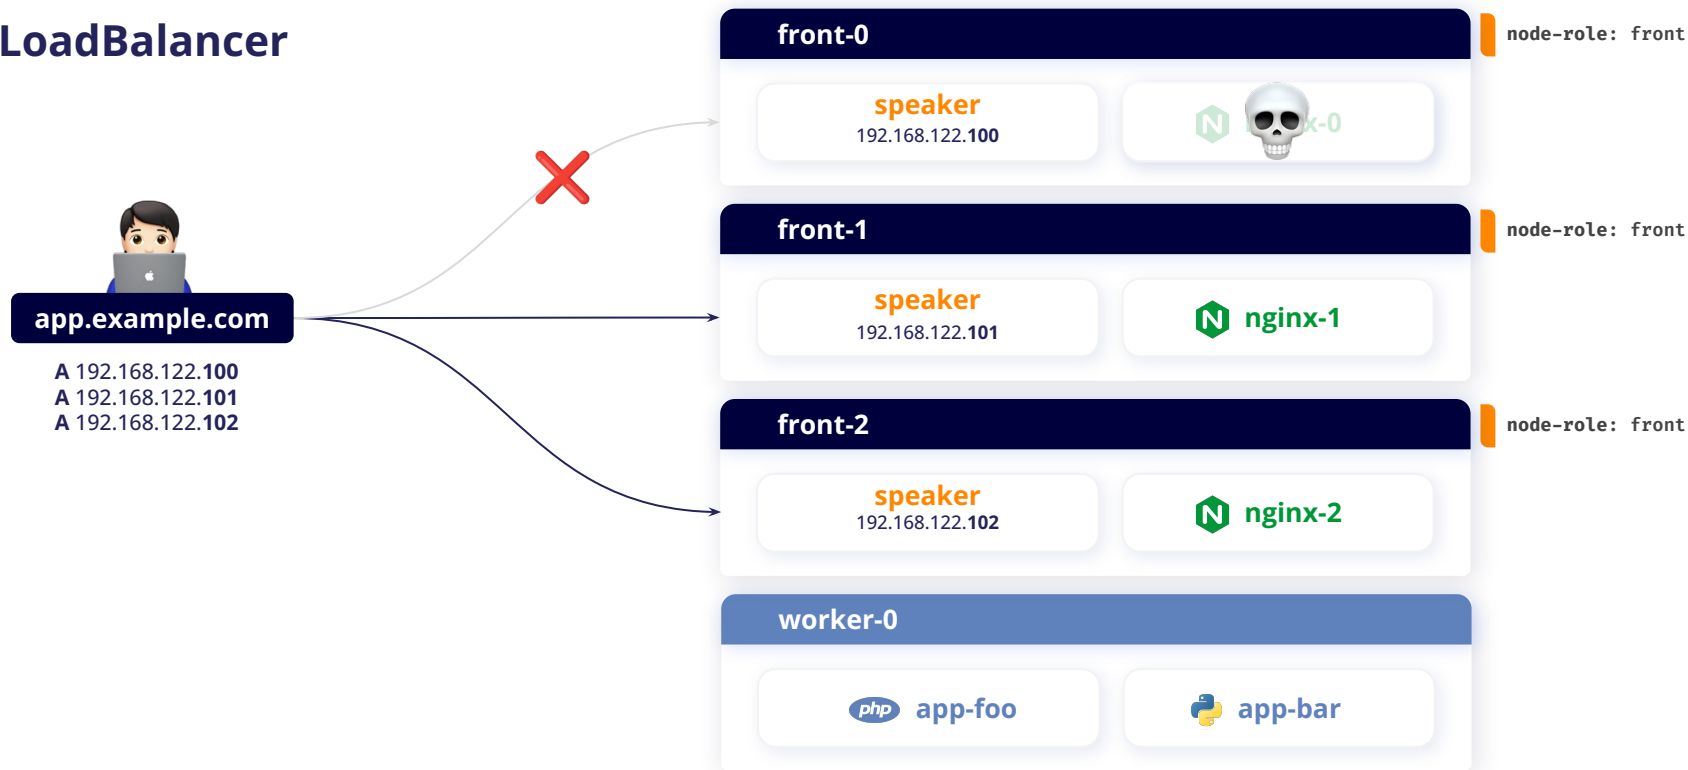 LoadBalancer
app.example.com
A 192.168.122.100
A 192.168.122.101
A 192.168.122.102
front-0
node-role: front
speaker
192.168.122.100
x-0
front-1
node-role: front
speaker
192.168.122.101
nginx-1
front-2
node-role: front
speaker
192.168.122.102
nginx-2
worker-0
php
app-foo
app-bar